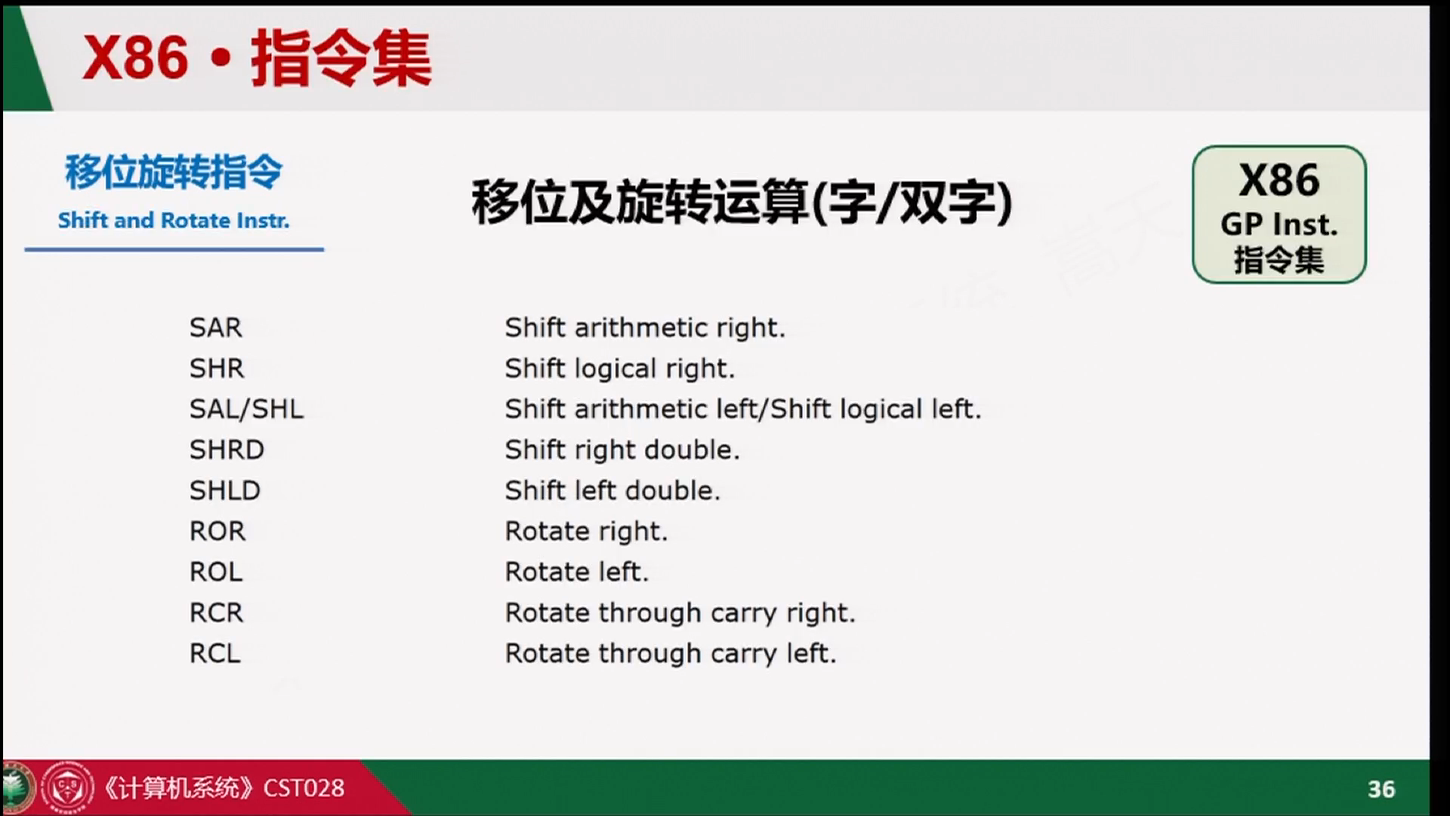 X86 • 指令集
移位旋转指令
Shift and Rotate Instr.
移位及旋转运算(字/双字)
X86
GP Inst.
指令集
SAR Shift arithmetic right.
SHR Shift logical right.
SAL/SHL Shift arithmetic left/Shift logical left.
SHRD Shift right double.
SHLD Shift left double.
ROR Rotate right.
ROL Rotate left.
RCR Rotate through carry right.
RCL Rotate through carry left.
《计算机系统》CST028
36